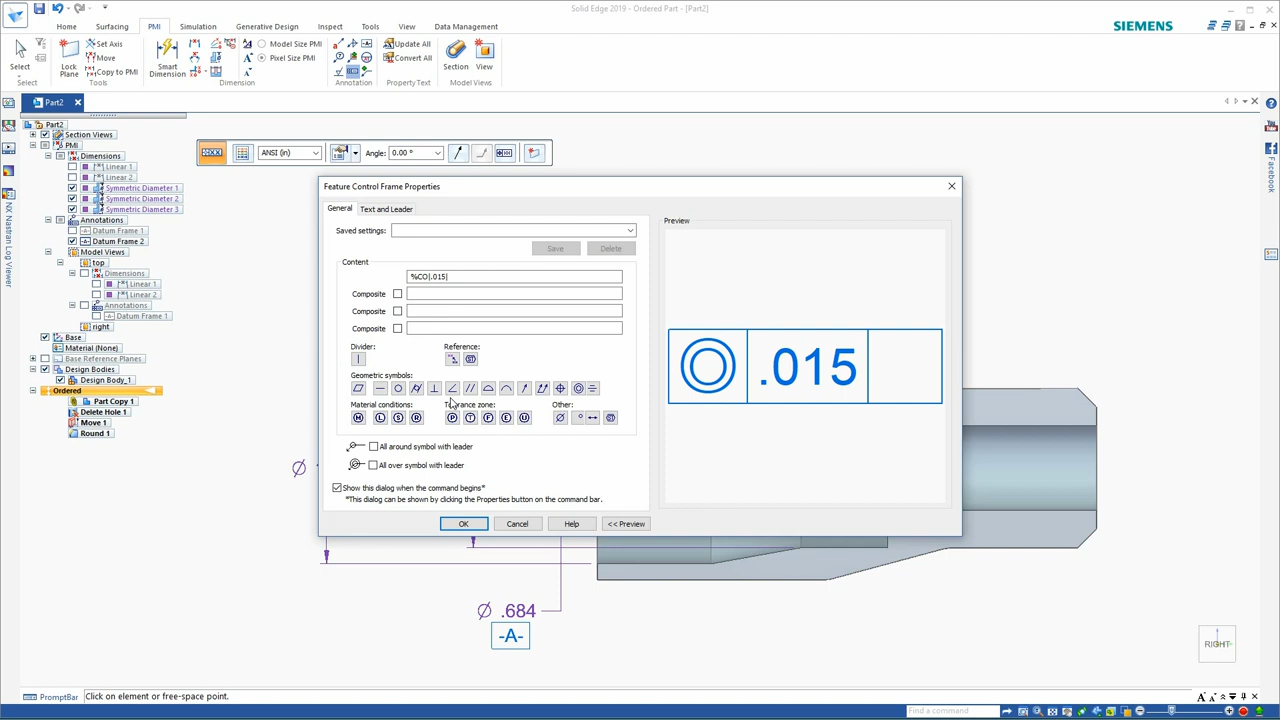 Solid Edge 2019 - Ordered Part - [Part2]
Home Surfacing PMI Simulation Generative Design Inspect Tools View Data Management
SIEMENS
Select
Lock Plane
Set Axis
Move
Copy to PMI
Smart Dimension
Model Size PMI
Pixel Size PMI
Update All
Convert All
Section
View
Select Tools Dimension Annotation Property Text Model Views
Part2
Part2
Section Views
PMI
Dimensions
Linear 1
Linear 2
Symmetric Diameter 1
Symmetric Diameter 2
Symmetric Diameter 3
Annotations
Datum Frame 1
Datum Frame 2
Model Views
top
Dimensions
Linear 1
Linear 2
Annotations
Datum Frame 1
right
Base
Material (None)
Base Reference Planes
Design Bodies
Design Body_1
Ordered
Part Copy 1
Delete Hole 1
Move 1
Round 1
NX Nastran Log Viewer
ANSI (in)
Angle: 0.00 °
Feature Control Frame Properties
General Text and Leader
Saved settings:
Save Delete
Content
%CO|.015|
Composite
Composite
Composite
Divider: Reference:
Geometric symbols:
Material conditions: Tolerance zone: Other:
M L S R P T F E U Ø °
All around symbol with leader
All over symbol with leader
Show this dialog when the command begins*
*This dialog can be shown by clicking the Properties button on the command bar.
OK Cancel Help << Preview
Preview
.015
Ø
Ø .684
-A-
RIGHT
You Tube
Facebook
PromptBar Click on element or free-space point.
Find a command